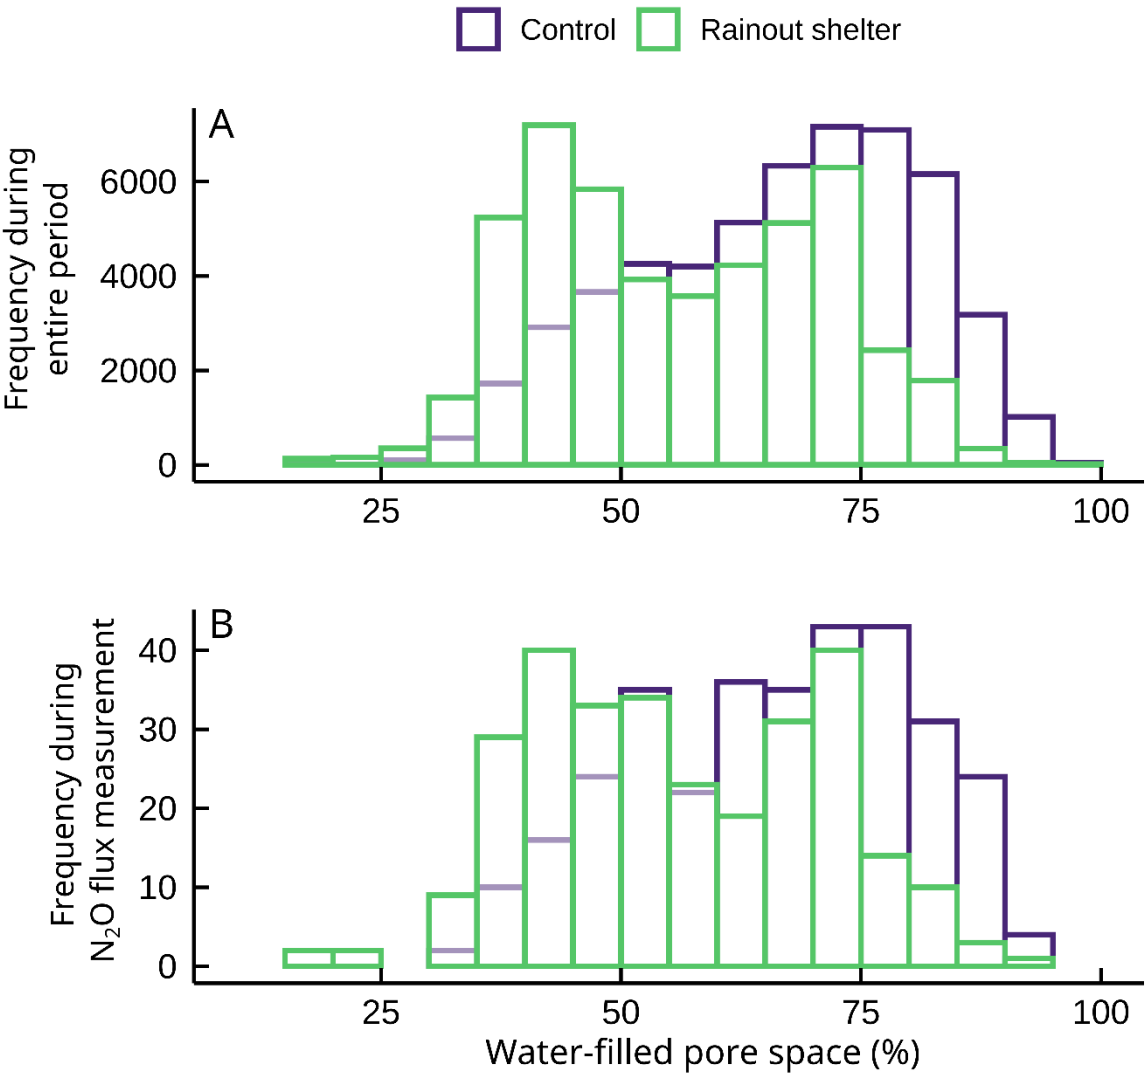 Control Rainout shelter
A
Frequency during
entire period
6000
4000
2000
0
25 50 75 100
B
Frequency during
N₂O flux measurement
40
30
20
10
0
25 50 75 100
Water-filled pore space (%)